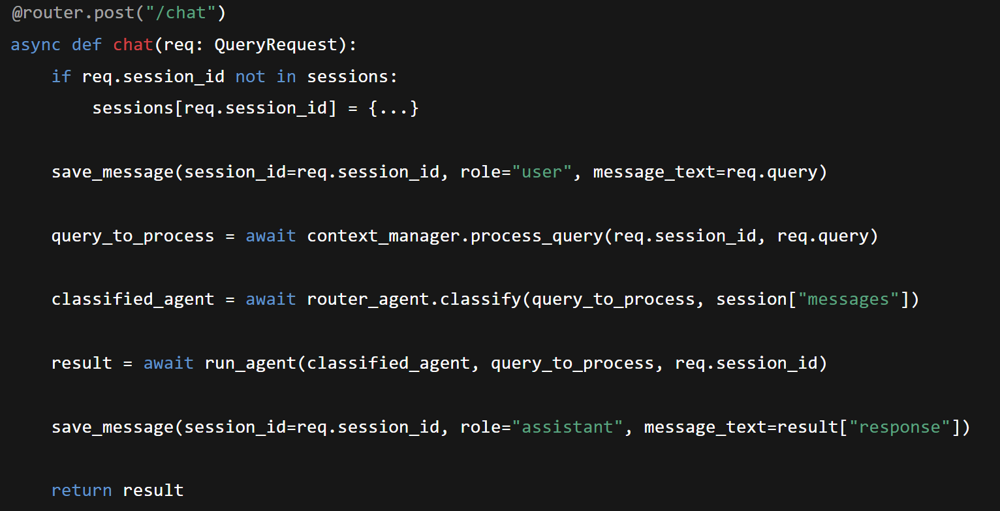 @router.post("/chat")
async def chat(req: QueryRequest):
    if req.session_id not in sessions:
        sessions[req.session_id] = {...}
    save_message(session_id=req.session_id, role="user", message_text=req.query)
    query_to_process = await context_manager.process_query(req.session_id, req.query)
    classified_agent = await router_agent.classify(query_to_process, session["messages"])
    result = await run_agent(classified_agent, query_to_process, req.session_id)
    save_message(session_id=req.session_id, role="assistant", message_text=result["response"])
    return result